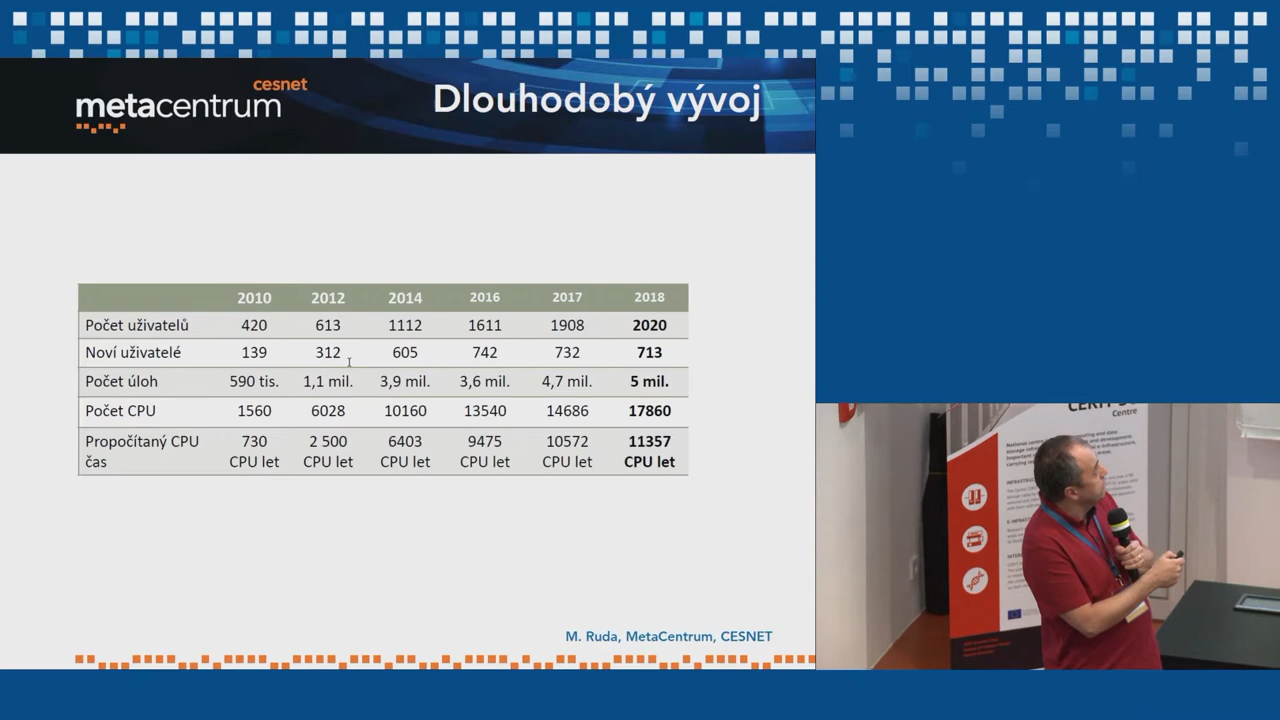 cesnet
metacentrum
Dlouhodobý vývoj
2010 2012 2014 2016 2017 2018
Počet uživatelů 420 613 1112 1611 1908 2020
Noví uživatelé 139 312 605 742 732 713
Počet úloh 590 tis. 1,1 mil. 3,9 mil. 3,6 mil. 4,7 mil. 5 mil.
Počet CPU 1560 6028 10160 13540 14686 17860
Propočítaný CPU 730 2 500 6403 9475 10572 11357
čas CPU let CPU let CPU let CPU let CPU let CPU let
M. Ruda, MetaCentrum, CESNET
Centre